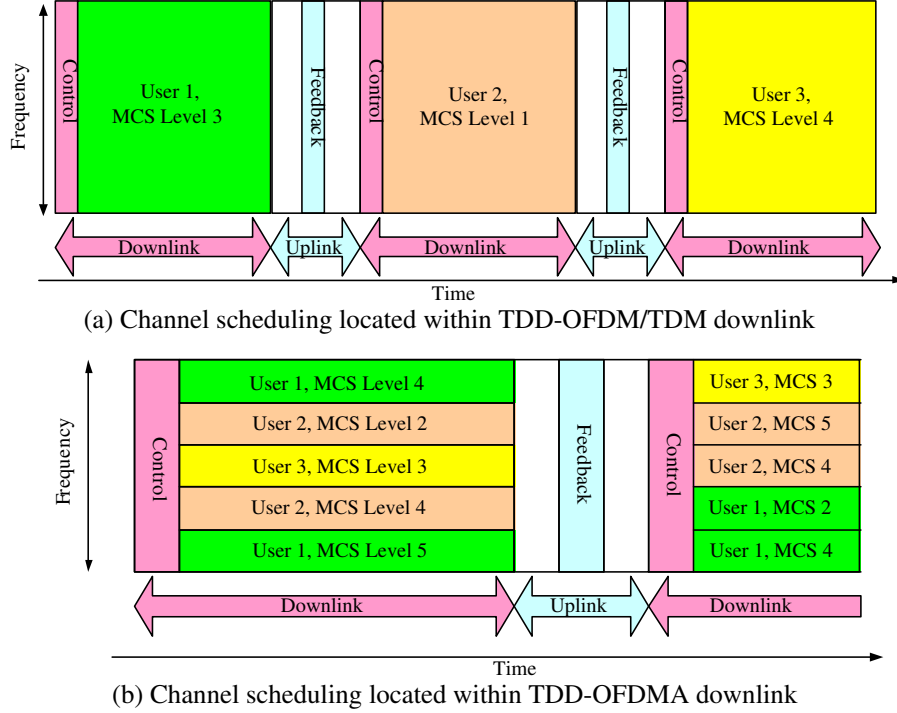 Frequency
Control
User 1,
MCS Level 3
Feedback
Control
User 2,
MCS Level 1
Feedback
Control
User 3,
MCS Level 4
Downlink
Uplink
Downlink
Uplink
Downlink
Time
(a) Channel scheduling located within TDD-OFDM/TDM downlink
Frequency
Control
User 1, MCS Level 4
User 2, MCS Level 2
User 3, MCS Level 3
User 2, MCS Level 4
User 1, MCS Level 5
Feedback
Control
User 3, MCS 3
User 2, MCS 5
User 2, MCS 4
User 1, MCS 2
User 1, MCS 4
Downlink
Uplink
Downlink
Time
(b) Channel scheduling located within TDD-OFDMA downlink